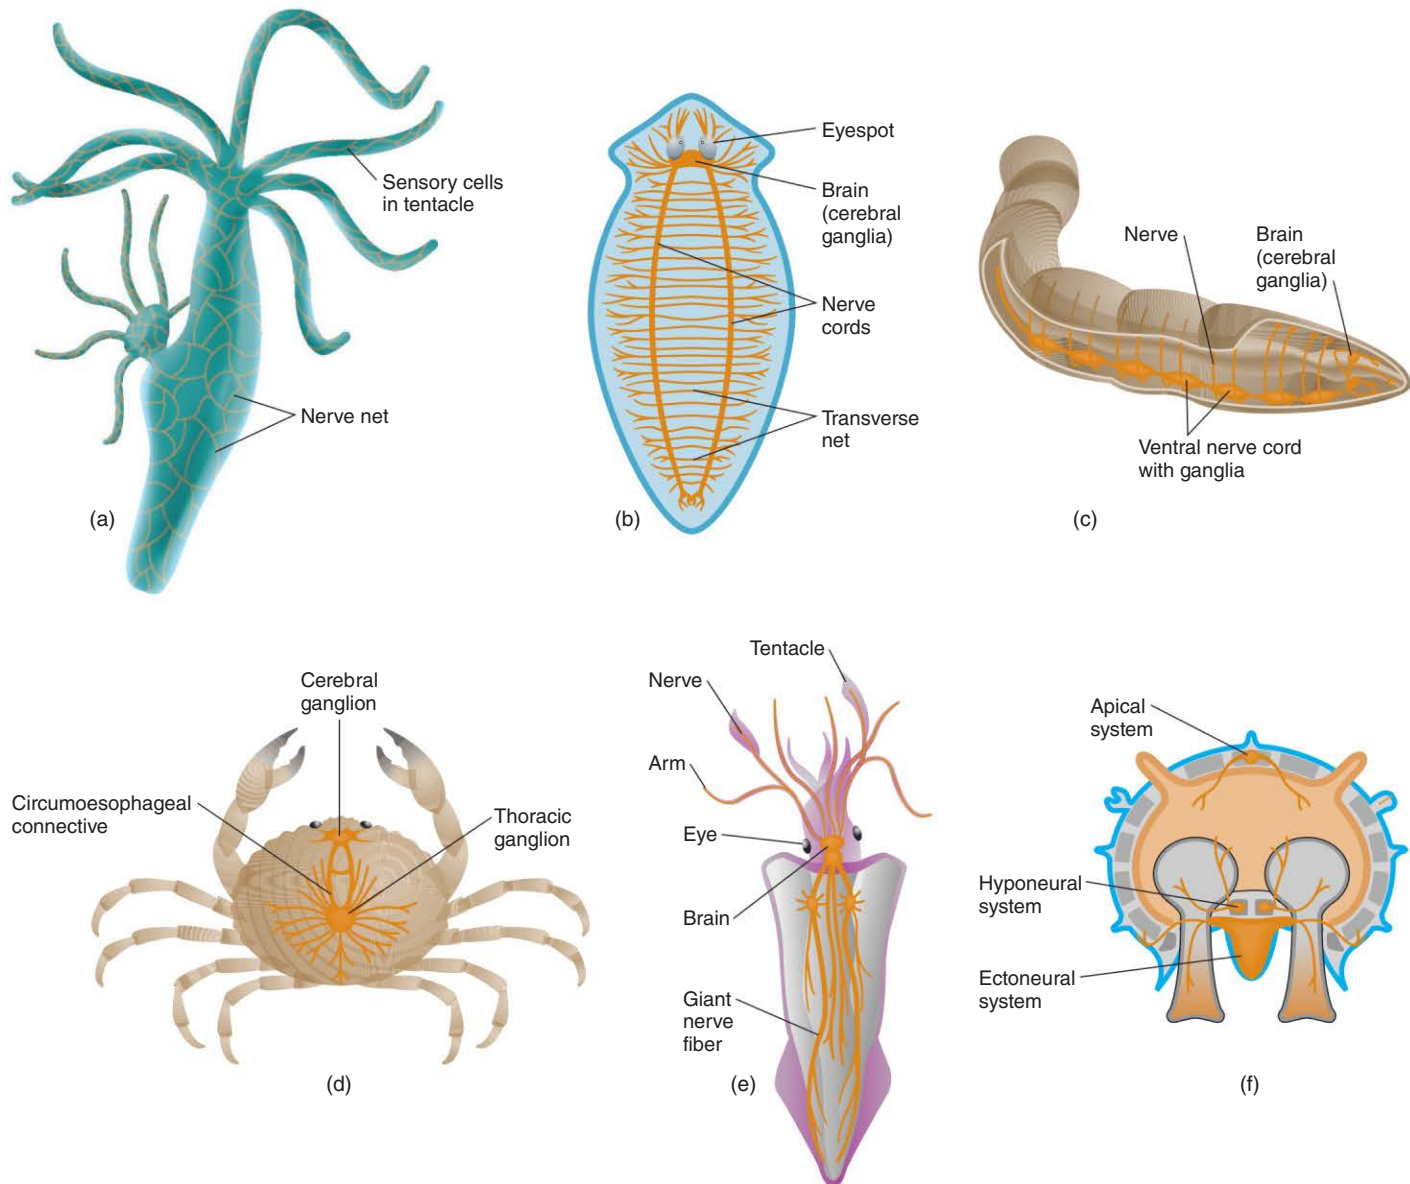 Sensory cells
in tentacle
Nerve net
(a)
Eyespot
Brain
(cerebral
ganglia)
Nerve
cords
Transverse
net
(b)
Nerve
Brain
(cerebral
ganglia)
Ventral nerve cord
with ganglia
(c)
Cerebral
ganglion
Circumoesophageal
connective
Thoracic
ganglion
(d)
Tentacle
Nerve
Arm
Eye
Brain
Giant
nerve
fiber
(e)
Apical
system
Hyponeural
system
Ectoneural
system
(f)